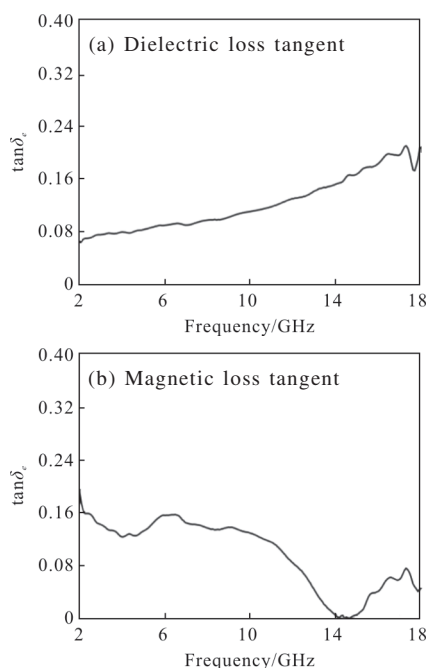 (a) Dielectric loss tangent
0.40
0.32
0.24
0.16
0.08
0
tanδₑ
2 6 10 14 18
Frequency/GHz
(b) Magnetic loss tangent
0.40
0.32
0.24
0.16
0.08
0
tanδₑ
2 6 10 14 18
Frequency/GHz